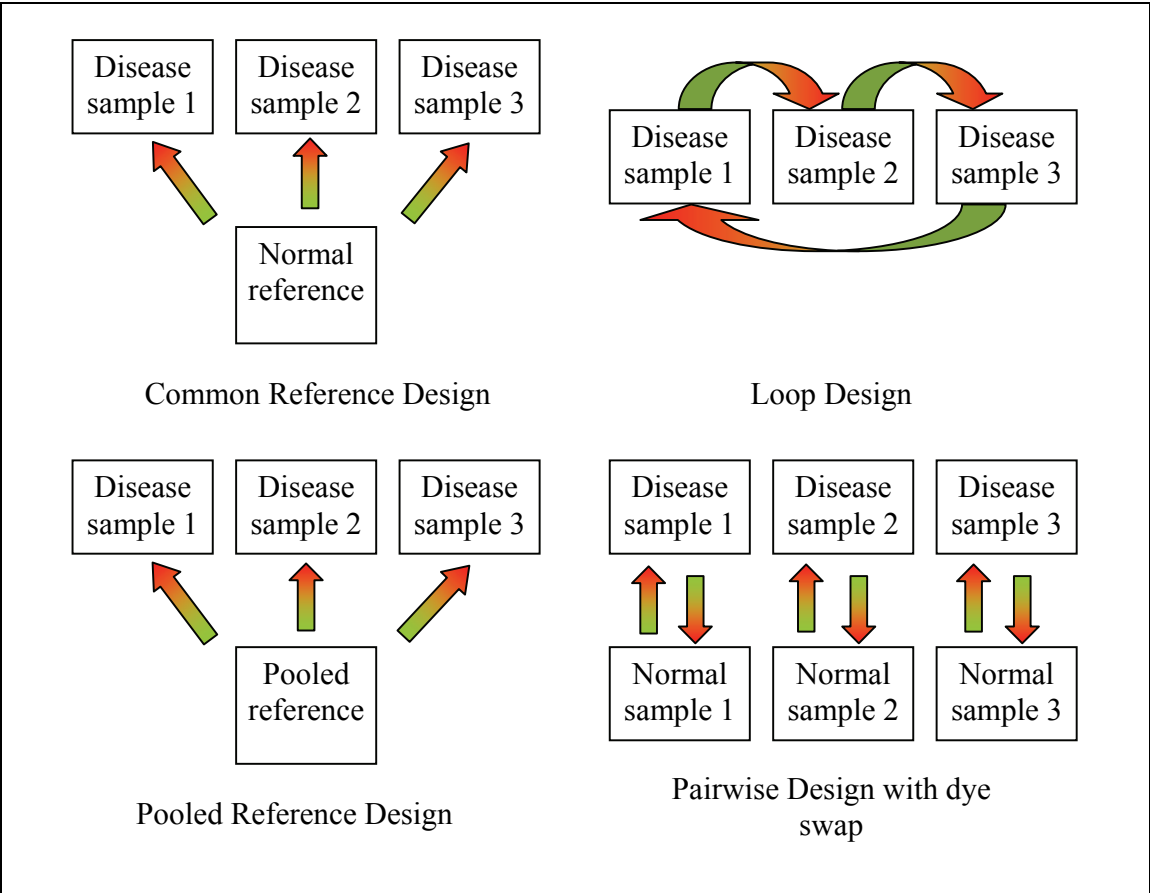 Disease
sample 1
Disease
sample 2
Disease
sample 3
Normal
reference
Common Reference Design
Disease
sample 1
Disease
sample 2
Disease
sample 3
Loop Design
Disease
sample 1
Disease
sample 2
Disease
sample 3
Pooled
reference
Pooled Reference Design
Disease
sample 1
Disease
sample 2
Disease
sample 3
Normal
sample 1
Normal
sample 2
Normal
sample 3
Pairwise Design with dye
swap